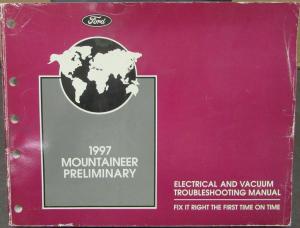 Ford
1997
MOUNTAINEER
PRELIMINARY
ELECTRICAL AND VACUUM
TROUBLESHOOTING MANUAL
FIX IT RIGHT THE FIRST TIME ON TIME